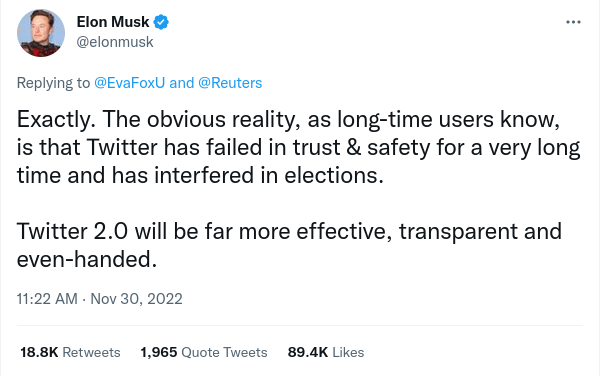 Elon Musk
@elonmusk
Replying to @EvaFoxU and @Reuters
Exactly. The obvious reality, as long-time users know,
is that Twitter has failed in trust & safety for a very long
time and has interfered in elections.
Twitter 2.0 will be far more effective, transparent and
even-handed.
11:22 AM · Nov 30, 2022
18.8K Retweets 1,965 Quote Tweets 89.4K Likes